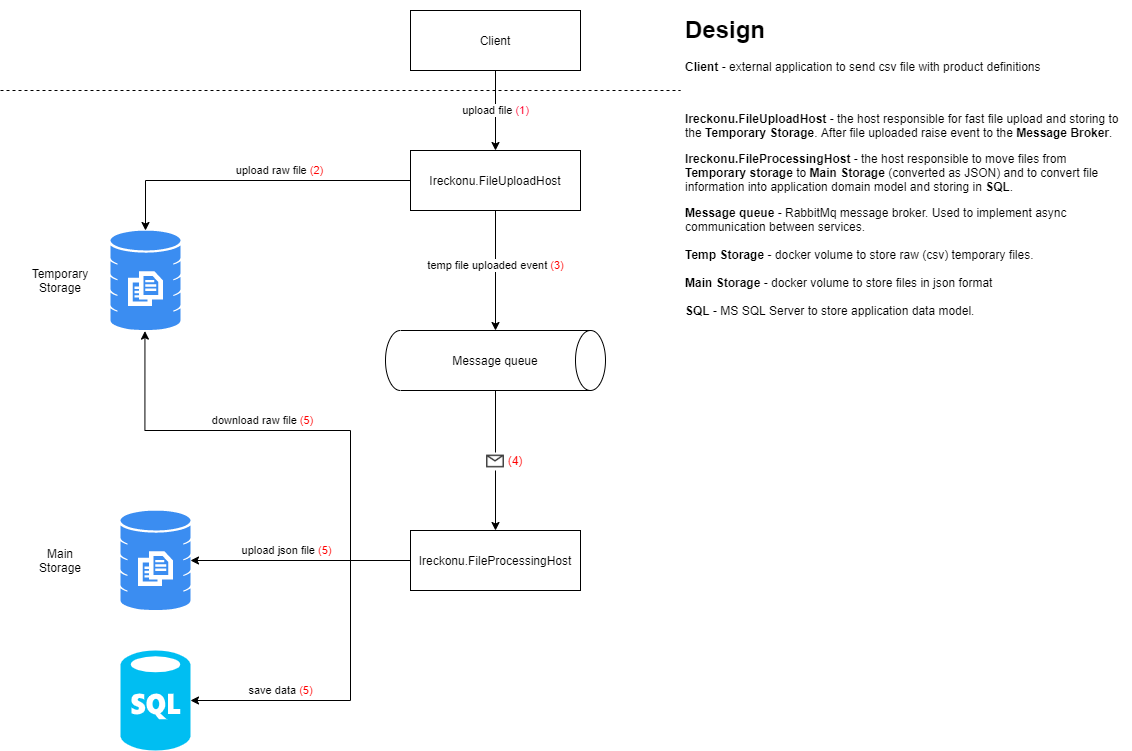 Client
upload file (1)
upload raw file (2)
Ireckonu.FileUploadHost
Temporary
Storage
temp file uploaded event (3)
Message queue
download raw file (5)
(4)
Main
Storage
upload json file (5)
Ireckonu.FileProcessingHost
save data (5)
SQL
Design
Client - external application to send csv file with product definitions
Ireckonu.FileUploadHost - the host responsible for fast file upload and storing to
the Temporary Storage. After file uploaded raise event to the Message Broker.
Ireckonu.FileProcessingHost - the host responsible to move files from
Temporary storage to Main Storage (converted as JSON) and to convert file
information into application domain model and storing in SQL.
Message queue - RabbitMq message broker. Used to implement async
communication between services.
Temp Storage - docker volume to store raw (csv) temporary files.
Main Storage - docker volume to store files in json format
SQL - MS SQL Server to store application data model.